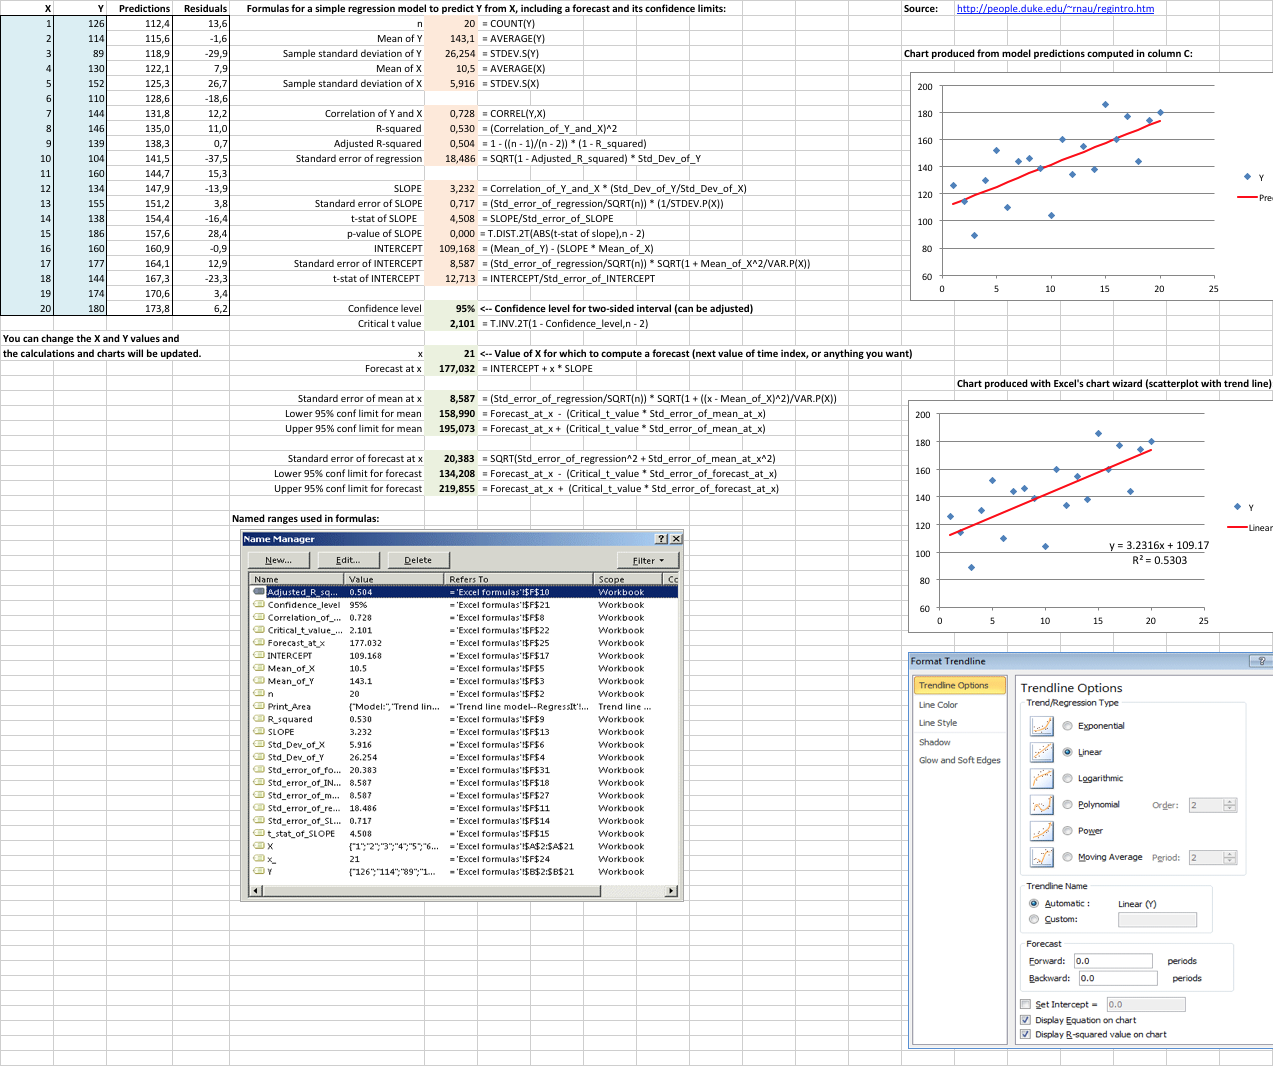 X Y Predictions Residuals Formulas for a simple regression model to predict Y from X, including a forecast and its confidence limits: Source: http://people.duke.edu/~rnau/regintro.htm
1 126 112,4 13,6 n 20 = COUNT(Y)
2 114 115,6 -1,6 Mean of Y 143,1 = AVERAGE(Y)
3 89 118,9 -29,9 Sample standard deviation of Y 26,254 = STDEV.S(Y) Chart produced from model predictions computed in column C:
4 130 122,1 7,9 Mean of X 10,5 = AVERAGE(X)
5 152 125,3 26,7 Sample standard deviation of X 5,916 = STDEV.S(X)
6 110 128,6 -18,6
7 144 131,8 12,2 Correlation of Y and X 0,728 = CORREL(Y,X)
8 146 135,0 11,0 R-squared 0,530 = (Correlation_of_Y_and_X)^2
9 139 138,3 0,7 Adjusted R-squared 0,504 = 1 - ((n - 1)/(n - 2)) * (1 - R_squared)
10 104 141,5 -37,5 Standard error of regression 18,486 = SQRT(1 - Adjusted_R_squared) * Std_Dev_of_Y
11 160 144,7 15,3
12 134 147,9 -13,9 SLOPE 3,232 = Correlation_of_Y_and_X * (Std_Dev_of_Y/Std_Dev_of_X)
13 155 151,2 3,8 Standard error of SLOPE 0,717 = (Std_error_of_regression/SQRT(n)) * (1/STDEV.P(X))
14 138 154,4 -16,4 t-stat of SLOPE 4,508 = SLOPE/Std_error_of_SLOPE
15 186 157,6 28,4 p-value of SLOPE 0,000 = T.DIST.2T(ABS(t-stat of slope),n - 2)
16 160 160,9 -0,9 INTERCEPT 109,168 = (Mean_of_Y) - (SLOPE * Mean_of_X)
17 177 164,1 12,9 Standard error of INTERCEPT 8,587 = (Std_error_of_regression/SQRT(n)) * SQRT(1 + Mean_of_X^2/VAR.P(X))
18 144 167,3 -23,3 t-stat of INTERCEPT 12,713 = INTERCEPT/Std_error_of_INTERCEPT
19 174 170,6 3,4
20 180 173,8 6,2 Confidence level 95% <-- Confidence level for two-sided interval (can be adjusted)
Critical t value 2,101 = T.INV.2T(1 - Confidence_level,n - 2)
You can change the X and Y values and
the calculations and charts will be updated. x 21 <-- Value of X for which to compute a forecast (next value of time index, or anything you want)
Forecast at x 177,032 = INTERCEPT + x * SLOPE
Standard error of mean at x 8,587 = (Std_error_of_regression/SQRT(n)) * SQRT(1 + ((x - Mean_of_X)^2)/VAR.P(X))
Lower 95% conf limit for mean 158,990 = Forecast_at_x - (Critical_t_value * Std_error_of_mean_at_x)
Upper 95% conf limit for mean 195,073 = Forecast_at_x + (Critical_t_value * Std_error_of_mean_at_x)
Standard error of forecast at x 20,383 = SQRT(Std_error_of_regression^2 + Std_error_of_mean_at_x^2)
Lower 95% conf limit for forecast 134,208 = Forecast_at_x - (Critical_t_value * Std_error_of_forecast_at_x)
Upper 95% conf limit for forecast 219,855 = Forecast_at_x + (Critical_t_value * Std_error_of_forecast_at_x)
Named ranges used in formulas:
Name Manager
New... Edit... Delete Filter
Name Value Refers To Scope Cc
Adjusted_R_sq... 0.504 ='Excel formulas'!$F$10 Workbook
Confidence_level 95% ='Excel formulas'!$F$21 Workbook
Correlation_of_... 0.728 ='Excel formulas'!$F$8 Workbook
Critical_t_value_... 2.101 ='Excel formulas'!$F$22 Workbook
Forecast_at_x 177.032 ='Excel formulas'!$F$25 Workbook
INTERCEPT 109.168 ='Excel formulas'!$F$17 Workbook
Mean_of_X 10.5 ='Excel formulas'!$F$5 Workbook
Mean_of_Y 143.1 ='Excel formulas'!$F$3 Workbook
n 20 ='Excel formulas'!$F$2 Workbook
Print_Area {"Model:","Trend lin... ='Trend line model--RegressIt'!... Trend line ...
R_squared 0.530 ='Excel formulas'!$F$9 Workbook
SLOPE 3.232 ='Excel formulas'!$F$13 Workbook
Std_Dev_of_X 5.916 ='Excel formulas'!$F$6 Workbook
Std_Dev_of_Y 26.254 ='Excel formulas'!$F$4 Workbook
Std_error_of_fo... 20.383 ='Excel formulas'!$F$31 Workbook
Std_error_of_IN... 8.587 ='Excel formulas'!$F$18 Workbook
Std_error_of_m... 8.587 ='Excel formulas'!$F$27 Workbook
Std_error_of_re... 18.486 ='Excel formulas'!$F$11 Workbook
Std_error_of_SL... 0.717 ='Excel formulas'!$F$14 Workbook
t_stat_of_SLOPE 4.508 ='Excel formulas'!$F$15 Workbook
X {"1";"2";"3";"4";"5";"6... ='Excel formulas'!$A$2:$A$21 Workbook
x_ 21 ='Excel formulas'!$F$24 Workbook
Y {"126";"114";"89";"1... ='Excel formulas'!$B$2:$B$21 Workbook
200
180
160
140
120
100
80
60
0 5 10 15 20 25
Y
Pre
Chart produced with Excel's chart wizard (scatterplot with trend line)
200
180
160
140
120
100
80
60
0 5 10 15 20 25
Y
Linear
y = 3.2316x + 109.17
R² = 0.5303
Format Trendline ?
Trendline Options
Line Color
Line Style
Shadow
Glow and Soft Edges
Trendline Options
Trend/Regression Type
Exponential
Linear
Logarithmic
Polynomial Order: 2
Power
Moving Average Period: 2
Trendline Name
Automatic : Linear (Y)
Custom:
Forecast
Forward: 0.0 periods
Backward: 0.0 periods
Set Intercept = 0.0
Display Equation on chart
Display R-squared value on chart